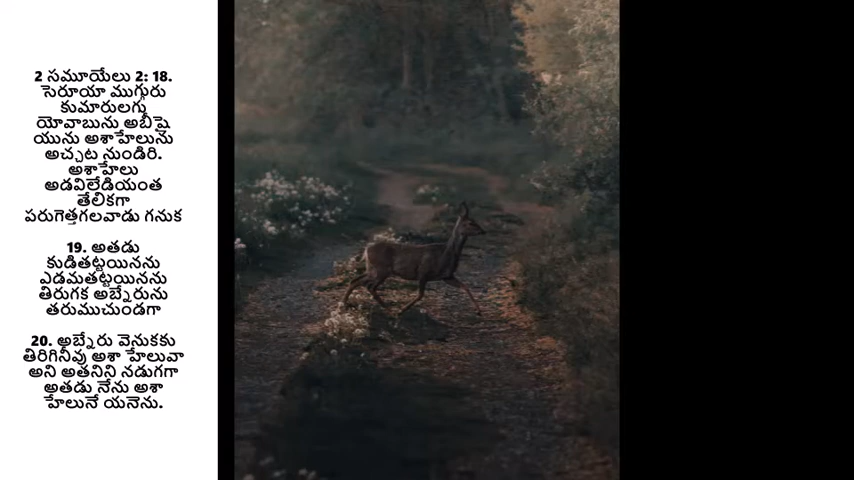 2 సమూయేలు 2: 18.
సెరూయా ముగ్గురు
కుమారులగు
యోవాబును అబీషై
యును అశాహేలును
అచ్చట నుండిరి.
అశాహేలు
అడవిలేడియంత
తేలికగా
పరుగెత్తగలవాడు గనుక
19. అతడు
కుడితట్టయినను
ఎడమతట్టయినను
తిరుగక అబ్నేరును
తరుముచుండగా
20. అబ్నేరు వెనుకకు
తిరిగినీవు అశా హేలువా
అని అతనిని నడుగగా
అతడు నేను అశా
హేలునే యనెను.